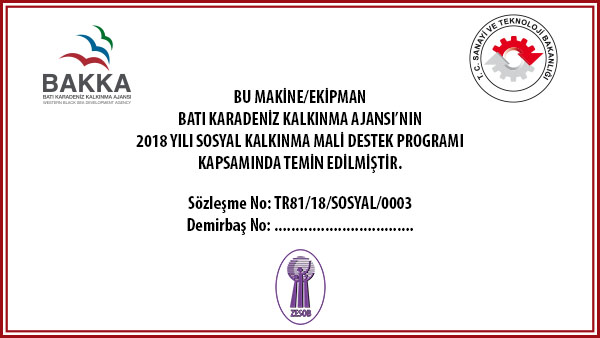 BAKKA
BATI KARADENİZ KALKINMA AJANSI
WESTERN BLACK SEA DEVELOPMENT AGENCY
T. C. SANAYİ VE TEKNOLOJİ BAKANLIĞI
BU MAKİNE/EKİPMAN
BATI KARADENİZ KALKINMA AJANSI’NIN
2018 YILI SOSYAL KALKINMA MALİ DESTEK PROGRAMI
KAPSAMINDA TEMİN EDİLMİŞTİR.
Sözleşme No: TR81/18/SOSYAL/0003
Demirbaş No: .................................
ZESOB